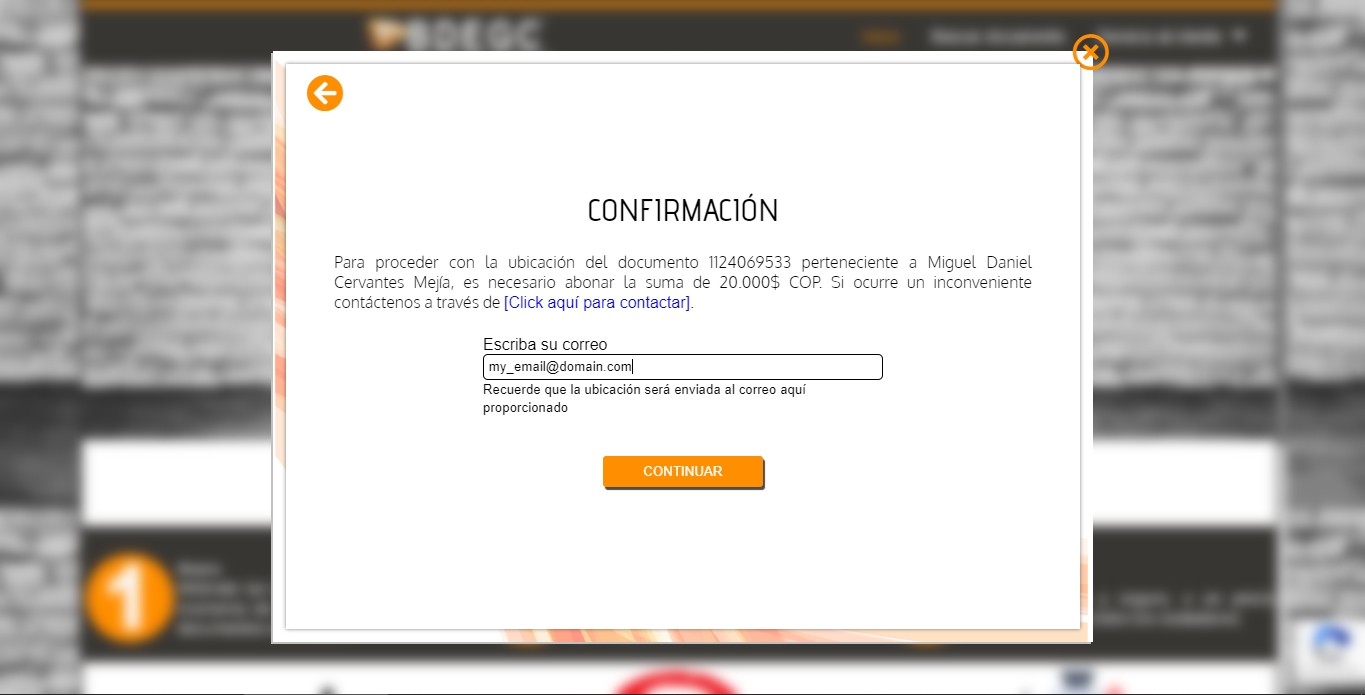 BDEGC
CONFIRMACIÓN
Para proceder con la ubicación del documento 1124069533 perteneciente a Miguel Daniel
Cervantes Mejía, es necesario abonar la suma de 20.000$ COP. Si ocurre un inconveniente
contáctenos a través de [Click aquí para contactar].
Escriba su correo
my_email@domain.com
Recuerde que la ubicación será enviada al correo aquí
proporcionado
CONTINUAR
1